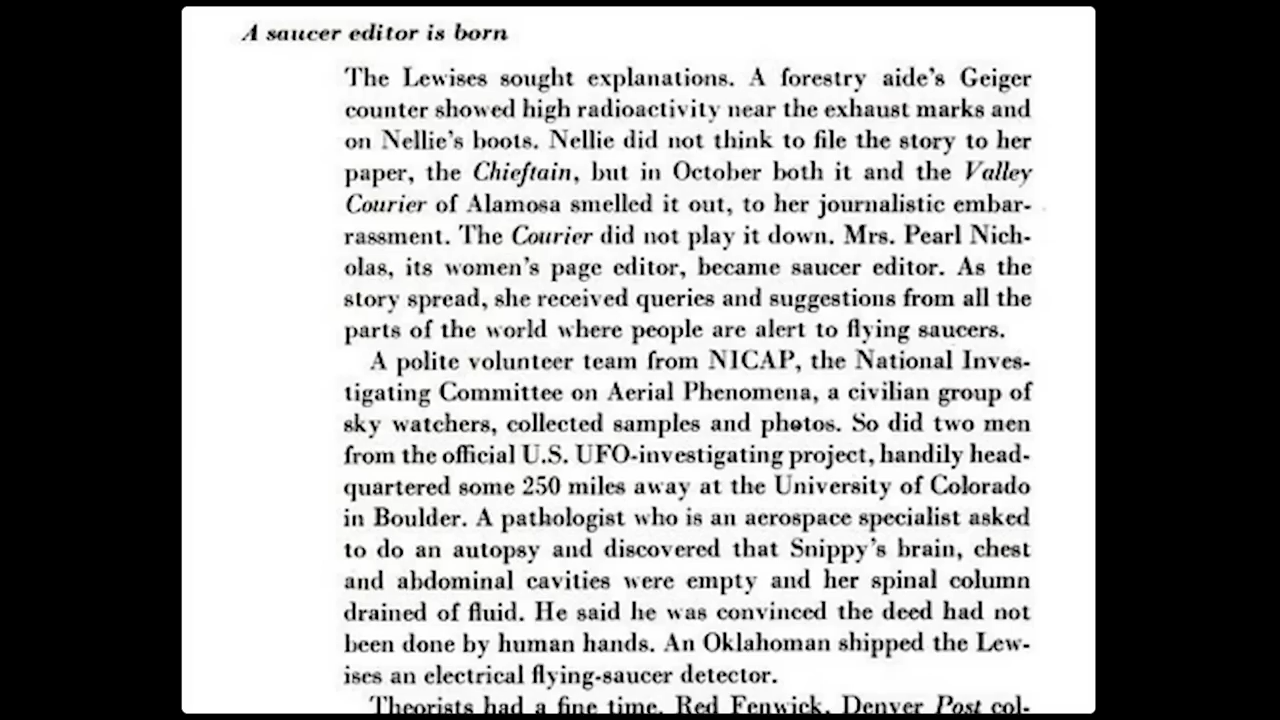 A saucer editor is born
The Lewises sought explanations. A forestry aide's Geiger
counter showed high radioactivity near the exhaust marks and
on Nellie's boots. Nellie did not think to file the story to her
paper, the Chieftain, but in October both it and the Valley
Courier of Alamosa smelled it out, to her journalistic embar-
rassment. The Courier did not play it down. Mrs. Pearl Nich-
olas, its women's page editor, became saucer editor. As the
story spread, she received queries and suggestions from all the
parts of the world where people are alert to flying saucers.
A polite volunteer team from NICAP, the National Inves-
tigating Committee on Aerial Phenomena, a civilian group of
sky watchers, collected samples and photos. So did two men
from the official U.S. UFO-investigating project, handily head-
quartered some 250 miles away at the University of Colorado
in Boulder. A pathologist who is an aerospace specialist asked
to do an autopsy and discovered that Snippy's brain, chest
and abdominal cavities were empty and her spinal column
drained of fluid. He said he was convinced the deed had not
been done by human hands. An Oklahoman shipped the Lew-
ises an electrical flying-saucer detector.
Theorists had a fine time. Red Fenwick, Denver Post col-